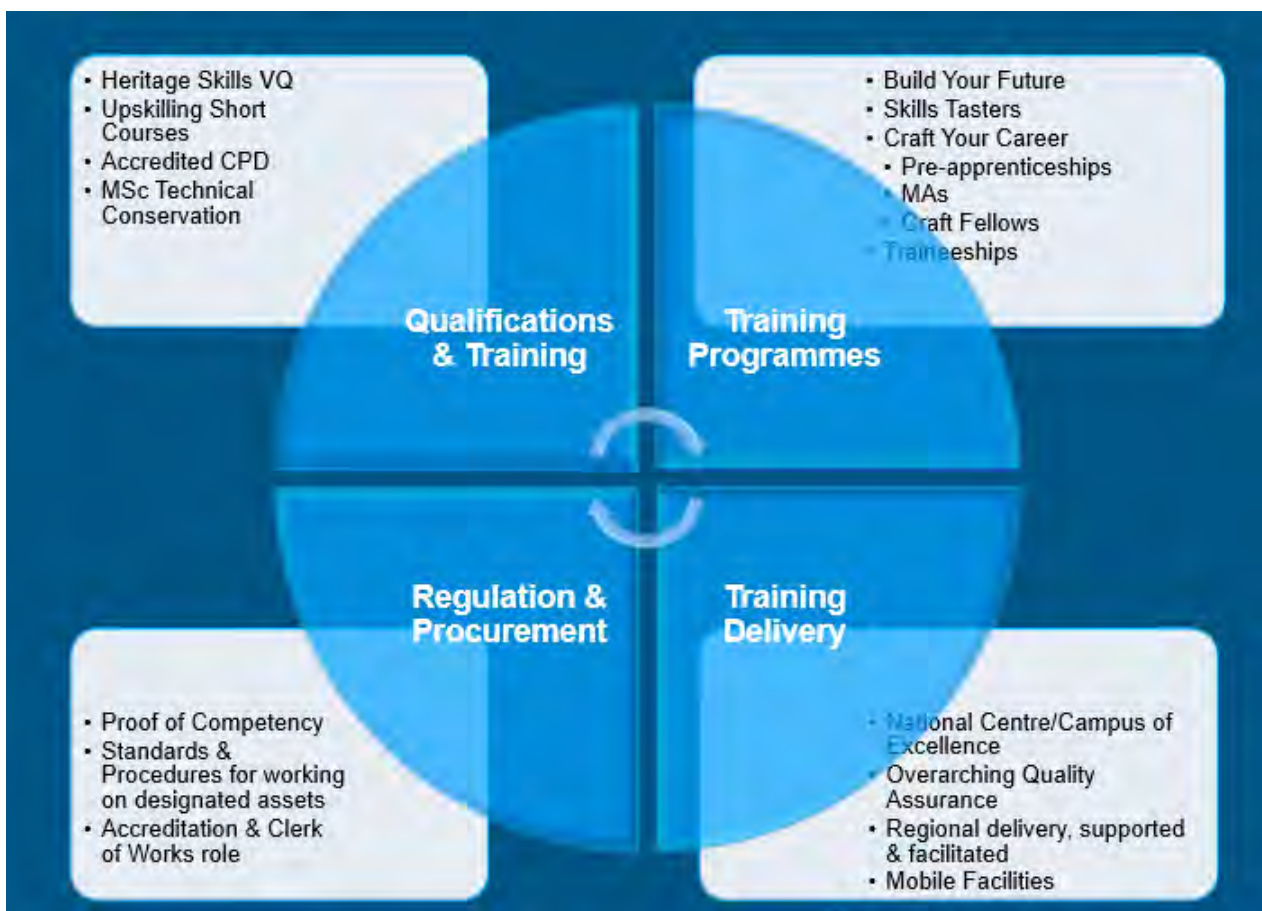 • Heritage Skills VQ
• Upskilling Short
Courses
• Accredited CPD
• MSc Technical
Conservation
• Build Your Future
• Skills Tasters
• Craft Your Career
• Pre-apprenticeships
• MAs
• Craft Fellows
• Traineeships
Qualifications
& Training
Training
Programmes
Regulation &
Procurement
Training
Delivery
• Proof of Competency
• Standards &
Procedures for working
on designated assets
• Accreditation & Clerk
of Works role
• National Centre/Campus of
Excellence
• Overarching Quality
Assurance
• Regional delivery, supported
& facilitated
• Mobile Facilities